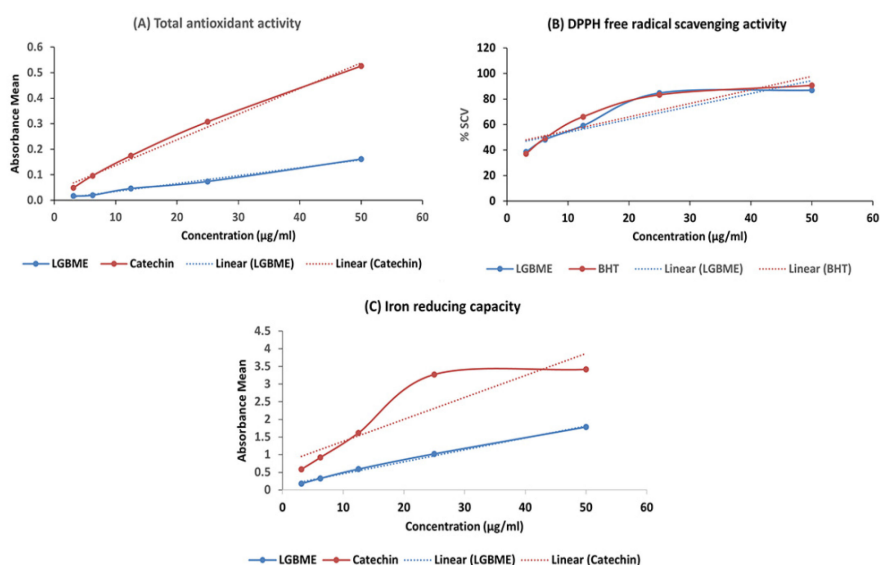 (A) Total antioxidant activity
Absorbance Mean
0.6
0.5
0.4
0.3
0.2
0.1
0.0
0 10 20 30 40 50 60
Concentration (µg/ml)
LGBME Catechin Linear (LGBME) Linear (Catechin)
(B) DPPH free radical scavenging activity
% SCV
120
100
80
60
40
20
0
0 10 20 30 40 50 60
Concentration (µg/ml)
LGBME BHT Linear (LGBME) Linear (BHT)
(C) Iron reducing capacity
Absorbance Mean
4.5
4
3.5
3
2.5
2
1.5
1
0.5
0
0 10 20 30 40 50 60
Concentration (µg/ml)
LGBME Catechin Linear (LGBME) Linear (Catechin)